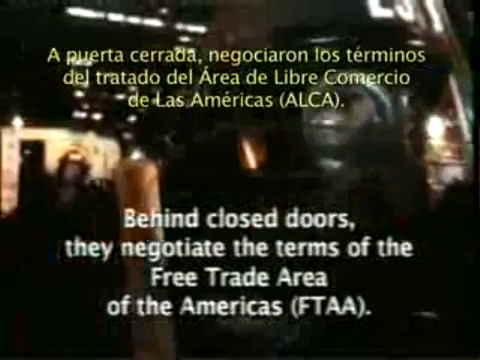 A puerta cerrada, negociaron los términos
del tratado del Área de Libre Comercio
de Las Américas (ALCA).
Behind closed doors,
they negotiate the terms of the
Free Trade Area
of the Americas (FTAA).